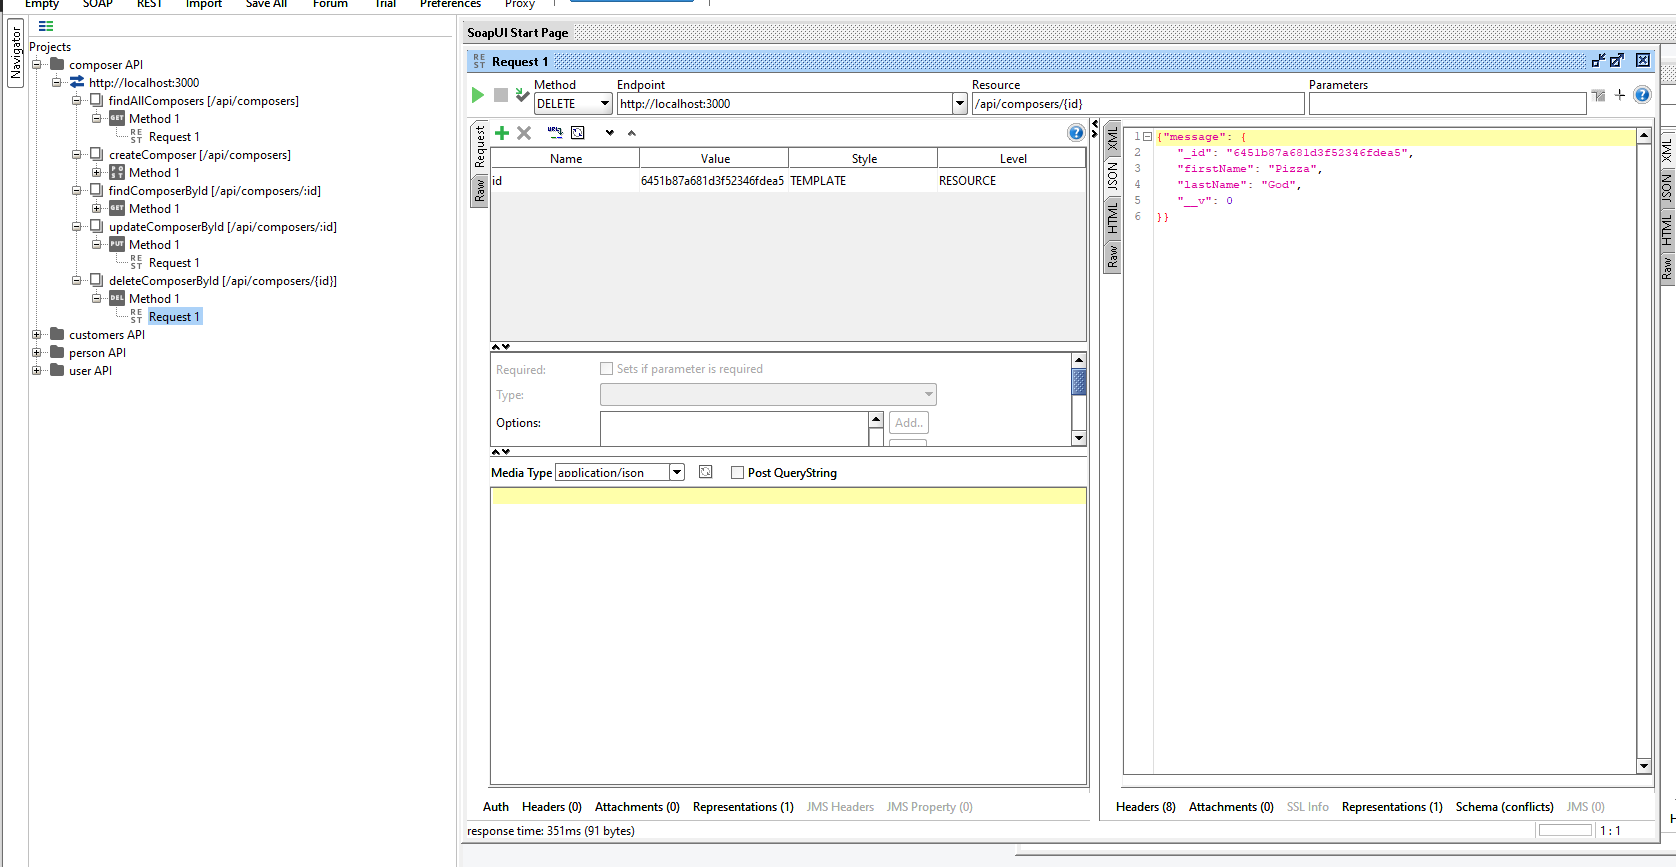 Empty SOAP REST Import Save All Forum Trial Preferences Proxy
Navigator
Projects
composer API
http://localhost:3000
findAllComposers [/api/composers]
GET Method 1
REST Request 1
createComposer [/api/composers]
POST Method 1
findComposerById [/api/composers/:id]
GET Method 1
updateComposerById [/api/composers/:id]
PUT Method 1
REST Request 1
deleteComposerById [/api/composers/{id}]
DEL Method 1
REST Request 1
customers API
person API
user API
SoapUI Start Page
REST Request 1
Method Endpoint Resource Parameters
DELETE http://localhost:3000 /api/composers/{id}
Request
Raw
Name Value Style Level
id 6451b87a681d3f52346fdea5 TEMPLATE RESOURCE
Required: Sets if parameter is required
Type:
Options: Add..
Media Type application/json Post QueryString
Auth Headers (0) Attachments (0) Representations (1) JMS Headers JMS Property (0)
XML
JSON
HTML
Raw
1 {"message": {
2 "_id": "6451b87a681d3f52346fdea5",
3 "firstName": "Pizza",
4 "lastName": "God",
5 "__v": 0
6 }}
Headers (8) Attachments (0) SSL Info Representations (1) Schema (conflicts) JMS (0)
response time: 351ms (91 bytes)
1 : 1
XML
JSON
HTML
Raw
H